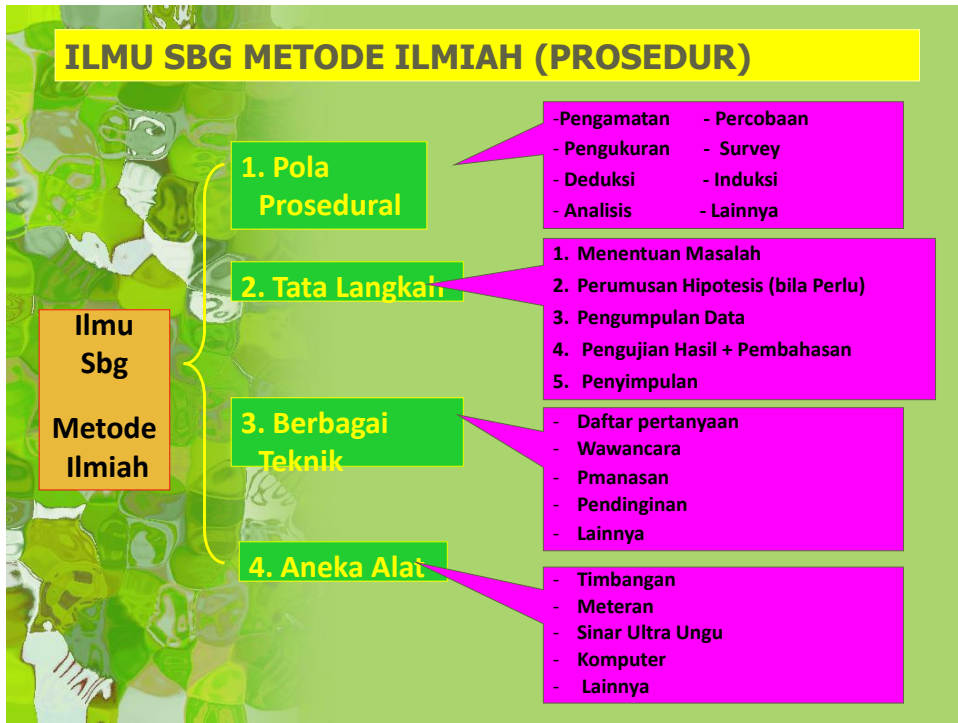 ILMU SBG METODE ILMIAH (PROSEDUR)
Ilmu
Sbg
Metode
Ilmiah
1. Pola
Prosedural
-Pengamatan - Percobaan
- Pengukuran - Survey
- Deduksi - Induksi
- Analisis - Lainnya
2. Tata Langkah
1. Menentuan Masalah
2. Perumusan Hipotesis (bila Perlu)
3. Pengumpulan Data
4. Pengujian Hasil + Pembahasan
5. Penyimpulan
3. Berbagai
Teknik
- Daftar pertanyaan
- Wawancara
- Pmanasan
- Pendinginan
- Lainnya
4. Aneka Alat
- Timbangan
- Meteran
- Sinar Ultra Ungu
- Komputer
- Lainnya